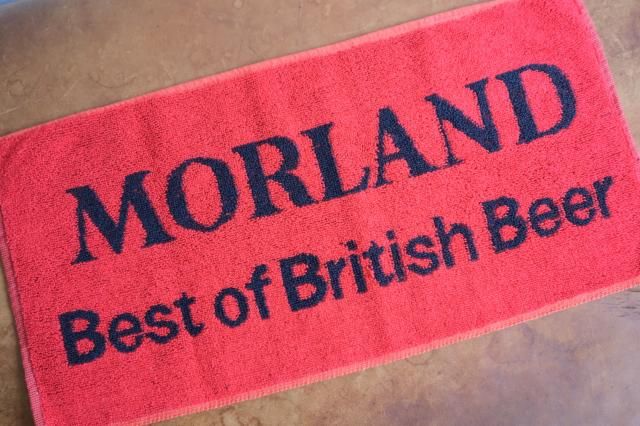 MORLAND
Best of British Beer